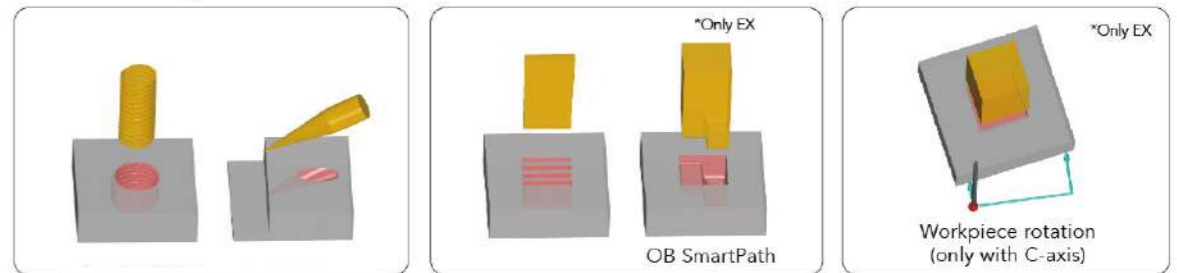 *Only EX
OB SmartPath
*Only EX
Workpiece rotation
(only with C-axis)